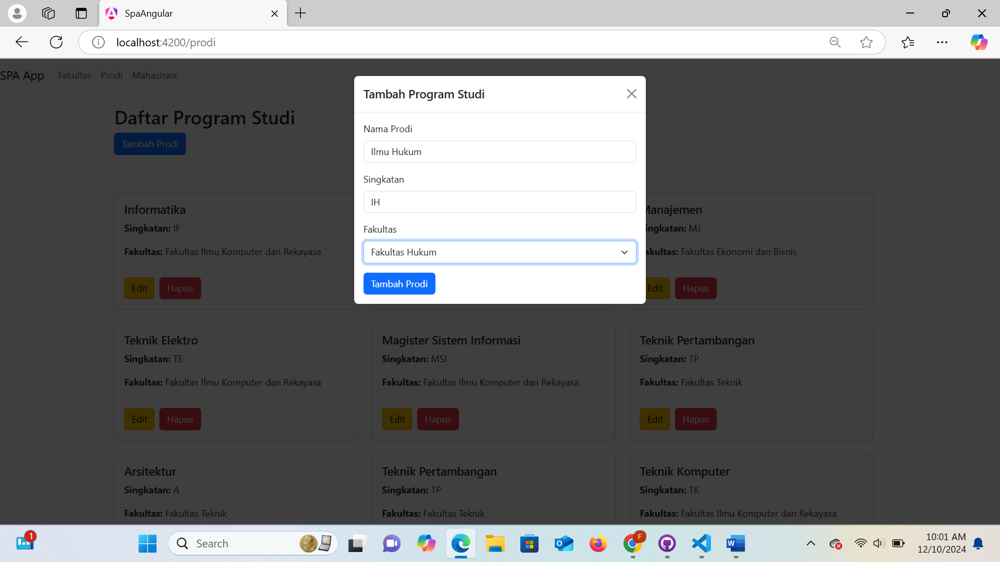 SpaAngular
localhost:4200/prodi
SPA App Fakultas Prodi Mahasiswa
Tambah Program Studi
Nama Prodi
Ilmu Hukum
Singkatan
IH
Fakultas
Fakultas Hukum
Tambah Prodi
Daftar Program Studi
Tambah Prodi
Informatika
Singkatan: IF
Fakultas: Fakultas Ilmu Komputer dan Rekayasa
Edit Hapus
Manajemen
ingkatan: MJ
akultas: Fakultas Ekonomi dan Bisnis
Edit Hapus
Teknik Elektro
Singkatan: TE
Fakultas: Fakultas Ilmu Komputer dan Rekayasa
Edit Hapus
Magister Sistem Informasi
Singkatan: MSI
Fakultas: Fakultas Ilmu Komputer dan Rekayasa
Edit Hapus
Teknik Pertambangan
Singkatan: TP
Fakultas: Fakultas Teknik
Edit Hapus
Arsitektur
Singkatan: A
Fakultas: Fakultas Teknik
Teknik Pertambangan
Singkatan: TP
Fakultas: Fakultas Teknik
Teknik Komputer
Singkatan: TK
Fakultas: Fakultas Ilmu Komputer dan Rekayasa
1
Search
F
10:01 AM
12/10/2024